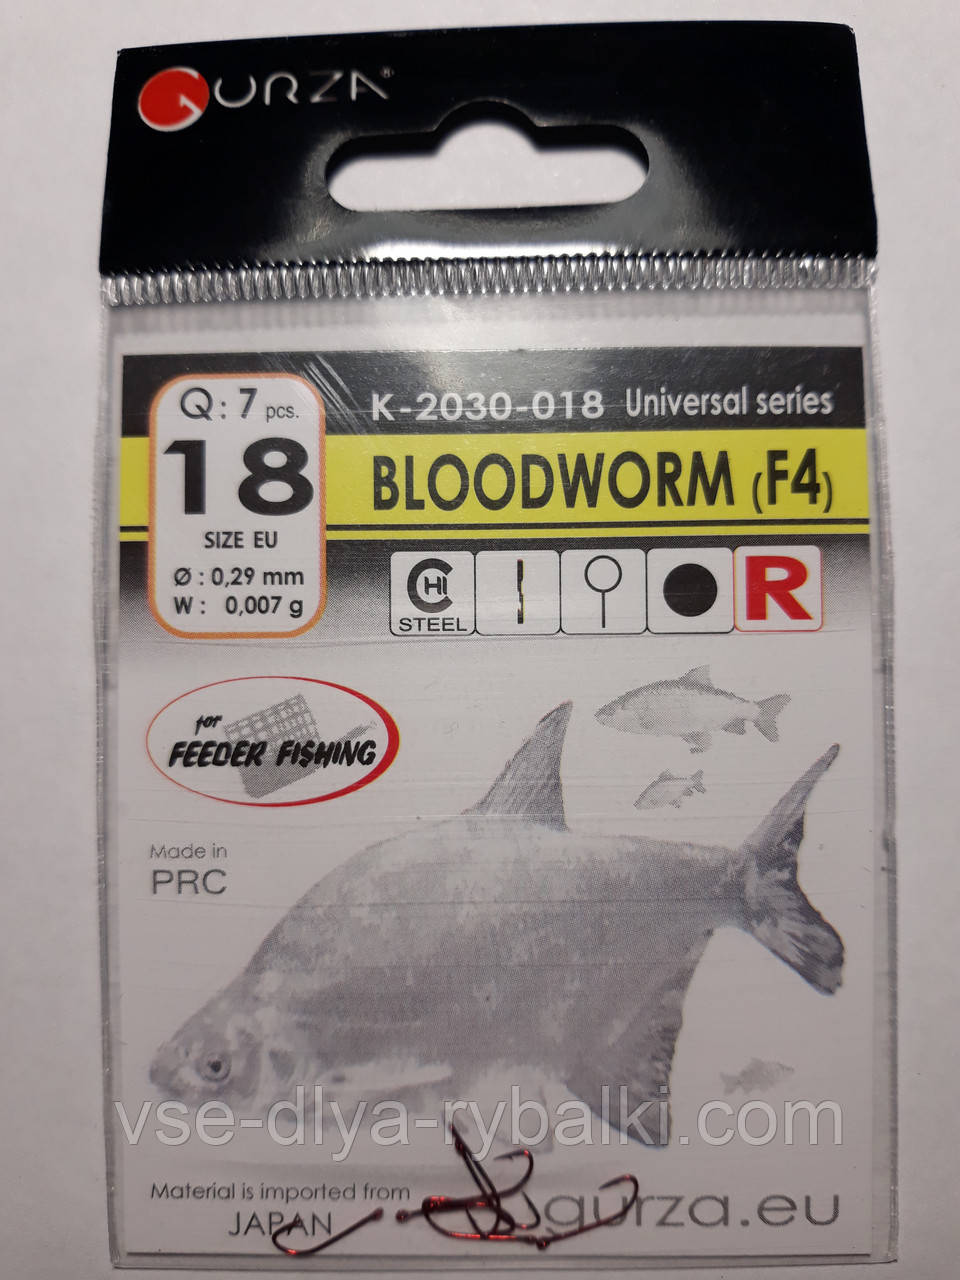 GURZA®
Q: 7 pcs.
18
SIZE EU
Ø : 0,29 mm
W : 0,007 g
K-2030-018 Universal series
BLOODWORM (F4)
C HI
STEEL
R
for
FEEDER FISHING
Made in
PRC
vse-dlya-rybalki.com
Material is imported from
JAPAN
gurza.eu